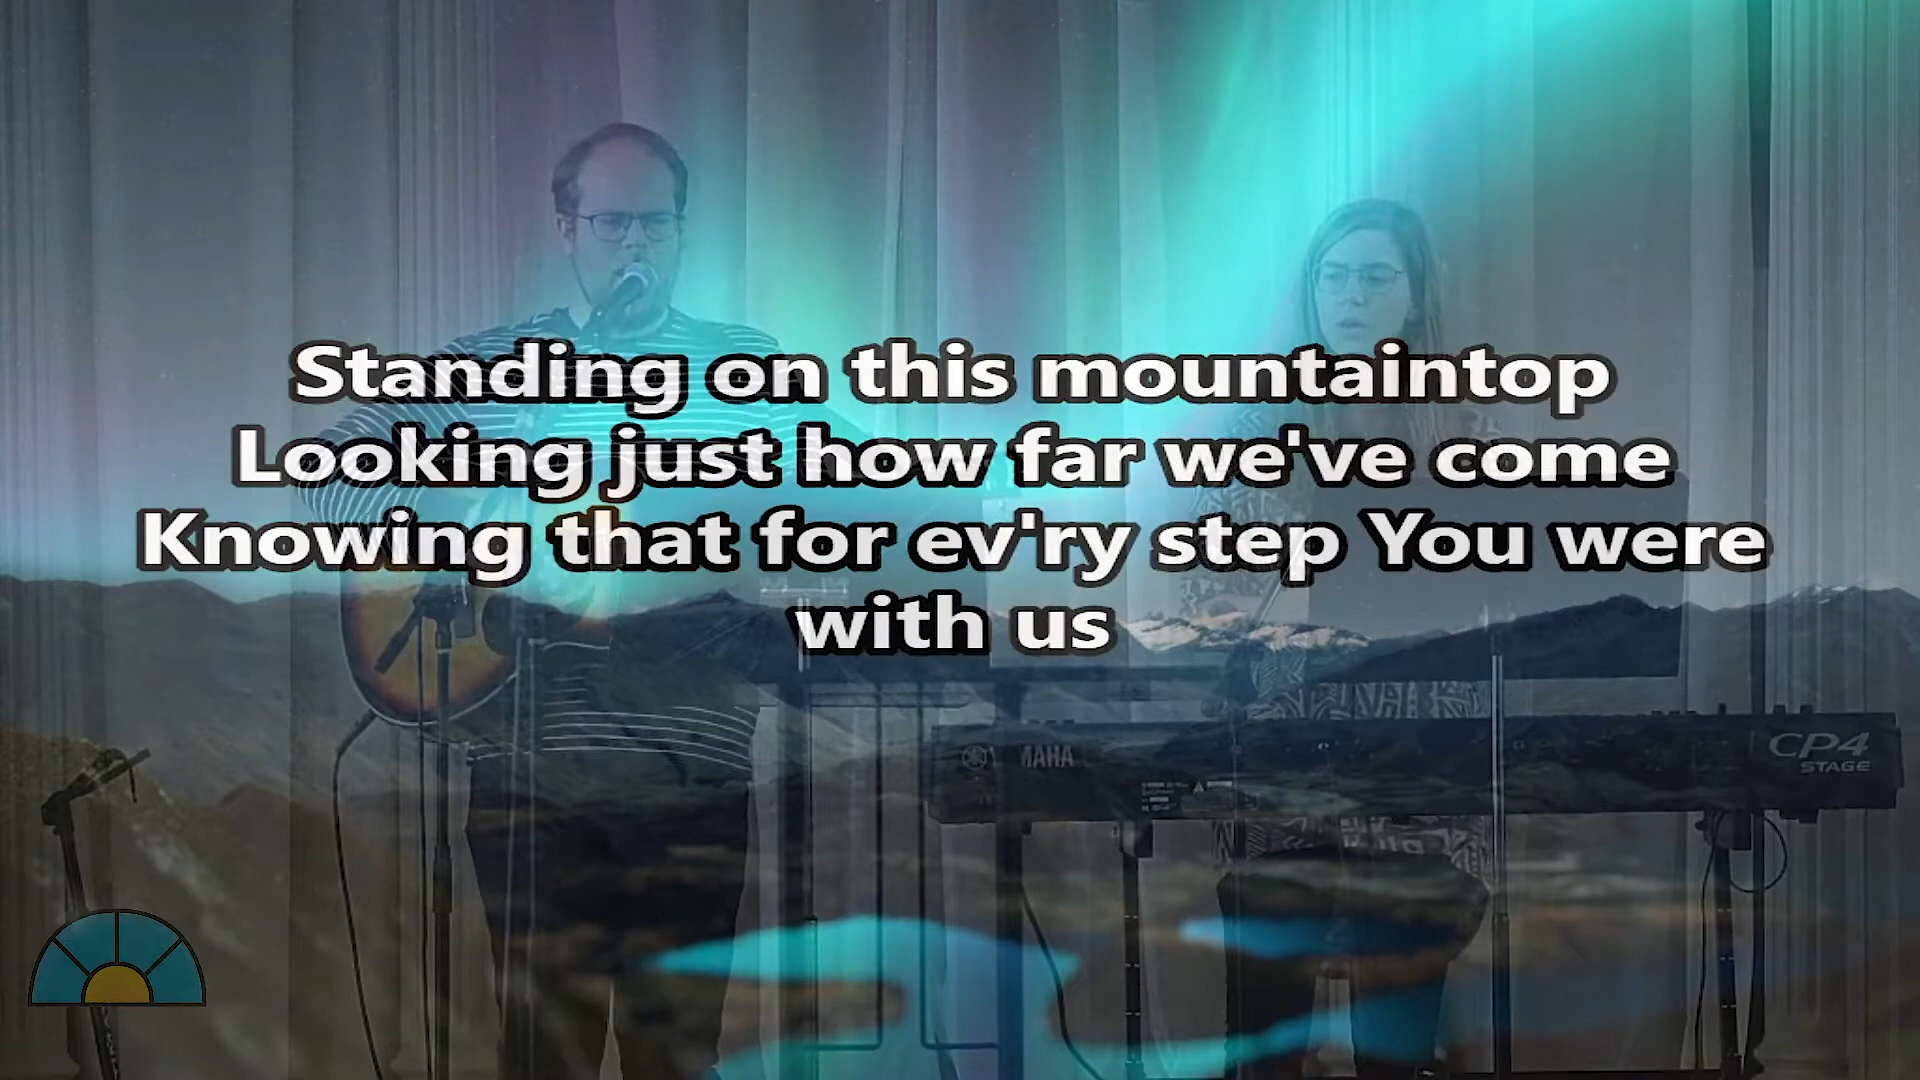 Standing on this mountaintop
Looking just how far we've come
Knowing that for ev'ry step You were
with us
MAHA
CP4
STAGE